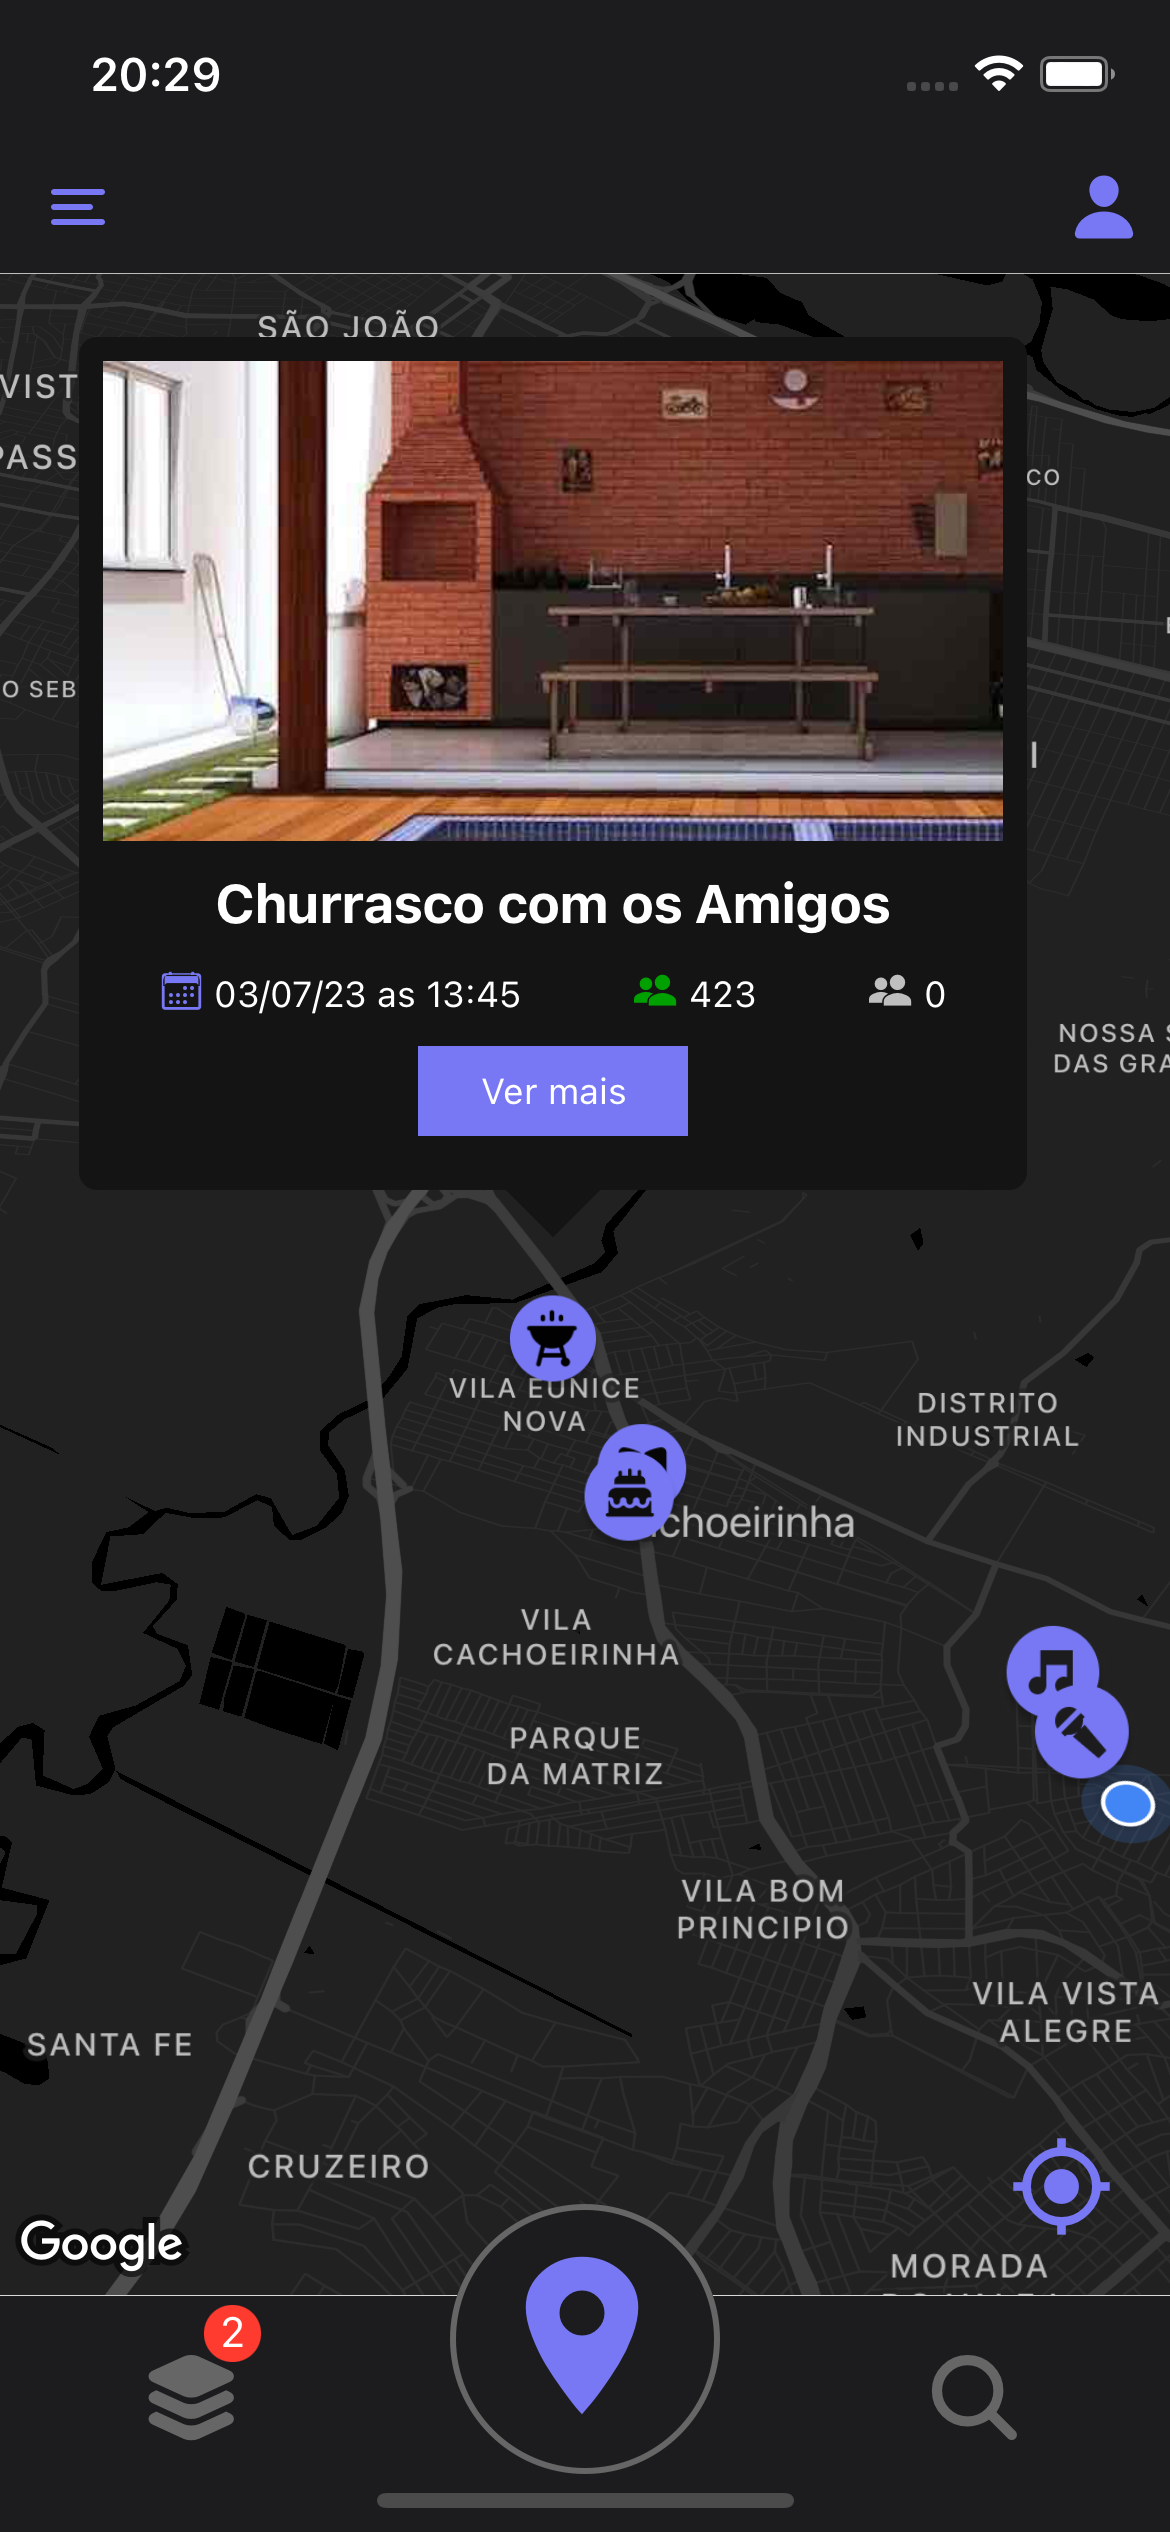 20:29
SÃO JOÃO
VIST
PASS
CO
O SEB
Churrasco com os Amigos
03/07/23 as 13:45 423 0
NOSSA S
DAS GRA
Ver mais
VILA EUNICE
NOVA
DISTRITO
INDUSTRIAL
choeirinha
VILA
CACHOEIRINHA
PARQUE
DA MATRIZ
VILA BOM
PRINCIPIO
VILA VISTA
ALEGRE
SANTA FE
CRUZEIRO
Google
MORADA
2